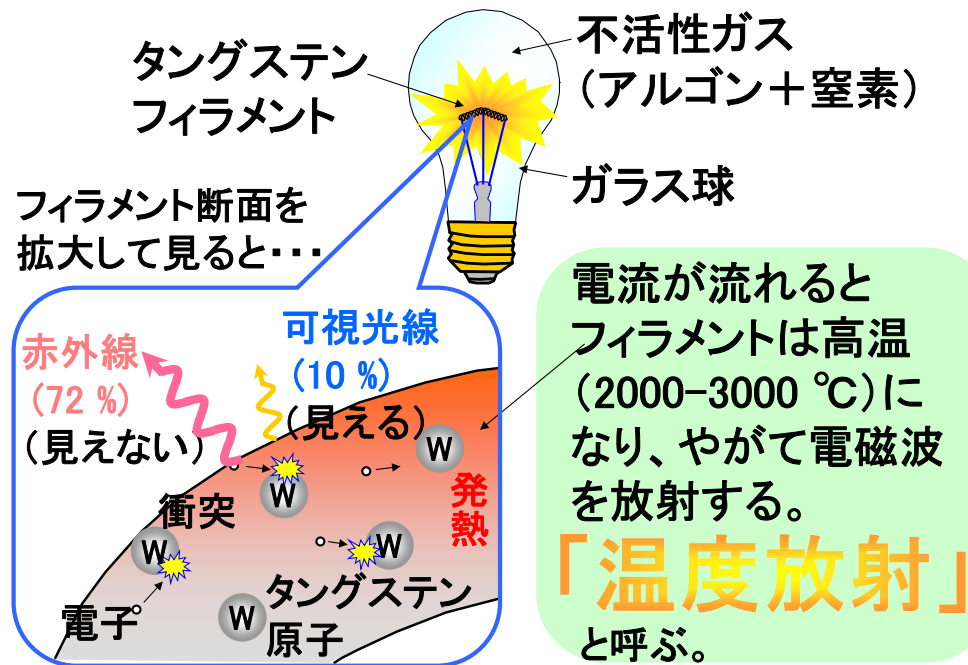 タングステン
フィラメント
不活性ガス
（アルゴン＋窒素）
ガラス球
フィラメント断面を
拡大して見ると・・・
赤外線
(72 %)
(見えない)
可視光線
(10 %)
(見える)
W
W
W
W
W
衝突
発熱
電子
タングステン
原子
電流が流れると
フィラメントは高温
(2000-3000 ℃)に
なり、やがて電磁波
を放射する。
「温度放射」
と呼ぶ。